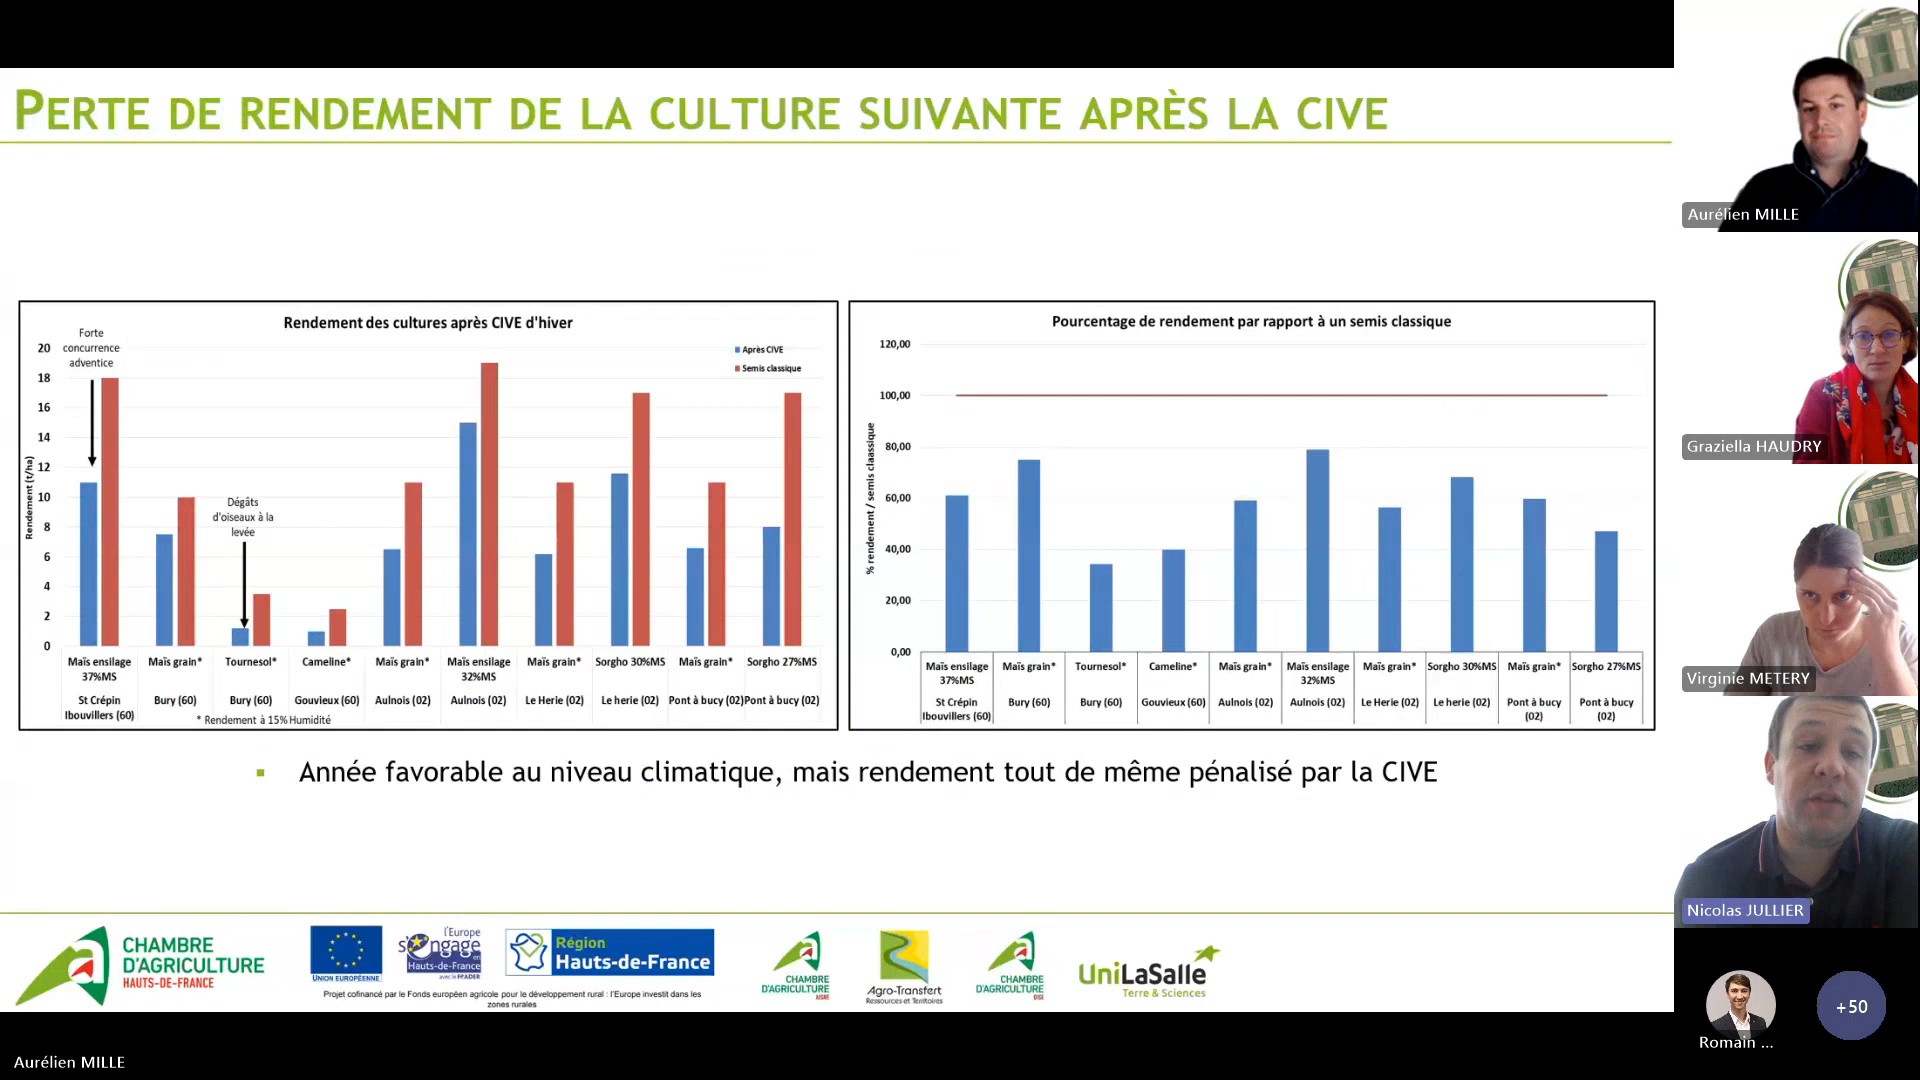 PERTE DE RENDEMENT DE LA CULTURE SUIVANTE APRÈS LA CIVE
Rendement des cultures après CIVE d'hiver
Forte
concurrence
adventice
Après CIVE
Semis classique
Dégâts
d'oiseaux à la
levée
Rendement (t/ha)
20
18
16
14
12
10
8
6
4
2
0
Maïs ensilage 37%MS
Maïs grain*
Tournesol*
Cameline*
Maïs grain*
Maïs ensilage 32%MS
Maïs grain*
Sorgho 30%MS
Maïs grain*
Sorgho 27%MS
St Crépin Ibouvillers (60)
Bury (60)
Bury (60)
Gouvieux (60)
Aulnois (02)
Aulnois (02)
Le Herie (02)
Le herie (02)
Pont à bucy (02)
Pont à bucy (02)
* Rendement à 15% Humidité
Pourcentage de rendement par rapport à un semis classique
% rendement / semis claassique
120,00
100,00
80,00
60,00
40,00
20,00
0,00
Maïs ensilage 37%MS
Maïs grain*
Tournesol*
Cameline*
Maïs grain*
Maïs ensilage 32%MS
Maïs grain*
Sorgho 30%MS
Maïs grain*
Sorgho 27%MS
St Crépin Ibouvillers (60)
Bury (60)
Bury (60)
Gouvieux (60)
Aulnois (02)
Aulnois (02)
Le Herie (02)
Le herie (02)
Pont à bucy (02)
Pont à bucy (02)
Année favorable au niveau climatique, mais rendement tout de même pénalisé par la CIVE
CHAMBRE
D'AGRICULTURE
HAUTS-DE-FRANCE
UNION EUROPÉENNE
l'Europe
s'engage
en
Hauts-de-France
avec le FEADER
Région
Hauts-de-France
Projet cofinancé par le Fonds européen agricole pour le développement rural : l'Europe investit dans les
zones rurales
CHAMBRE
D'AGRICULTURE
AISNE
Agro-Transfert
Ressources et Territoires
CHAMBRE
D'AGRICULTURE
OISE
UniLaSalle
Terre & Sciences
Aurélien MILLE
Graziella HAUDRY
Virginie METERY
Nicolas JULLIER
Romain ...
+50
Aurélien MILLE